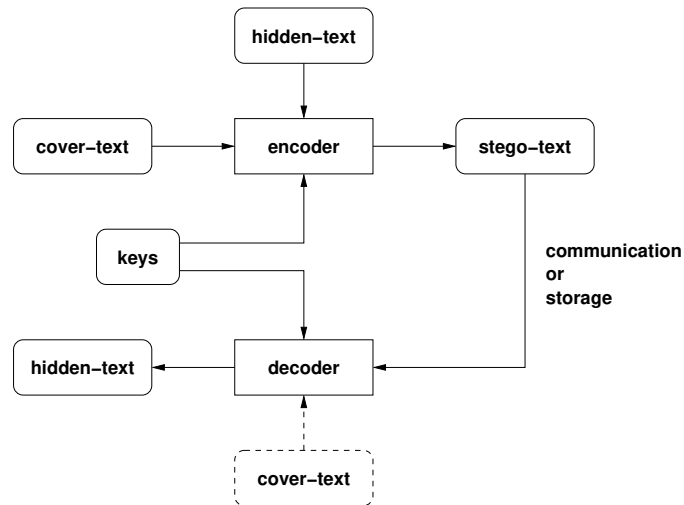 hidden−text
cover−text
encoder
stego−text
keys
communication
or
storage
hidden−text
decoder
cover−text